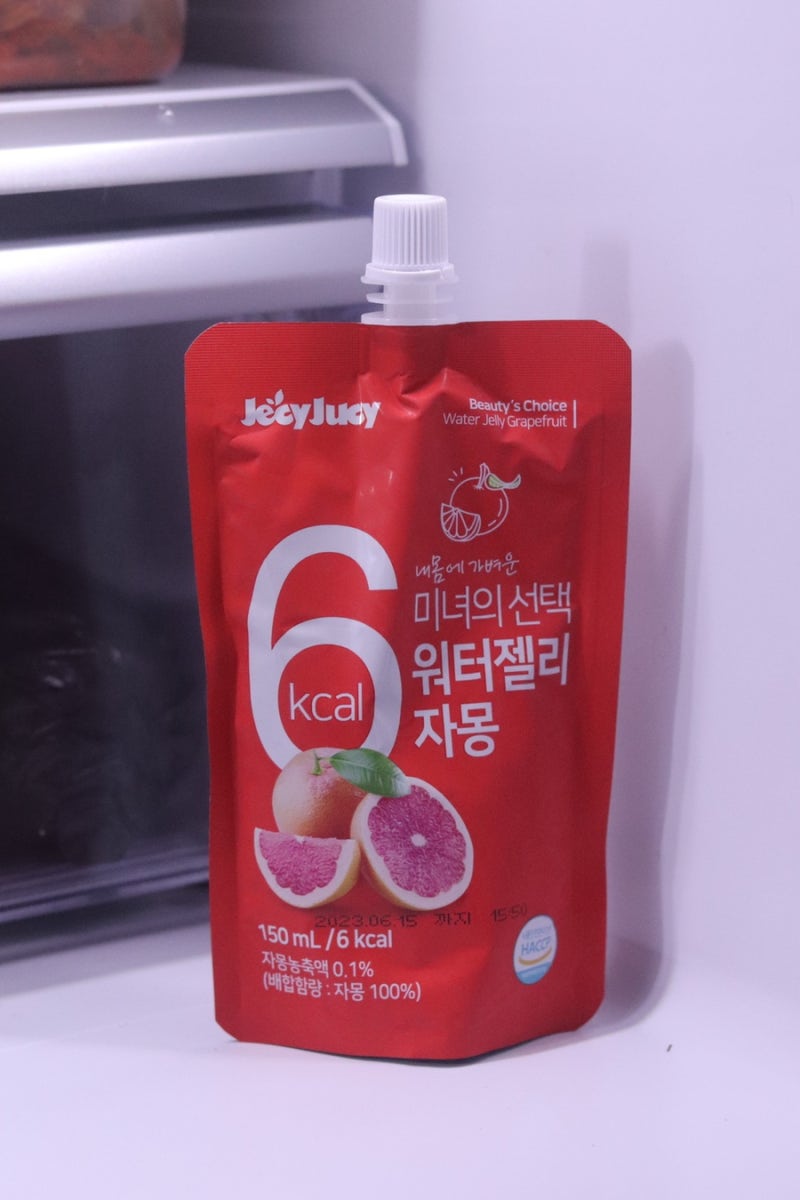 JecyJucy
Beauty's Choice
Water Jelly Grapefruit
내몸에 가벼운
미녀의 선택
워터젤리
자몽
6
kcal
2023.06.15 까지 15:50
150 mL / 6 kcal
자몽농축액 0.1%
(배합함량 : 자몽 100%)
HACCP